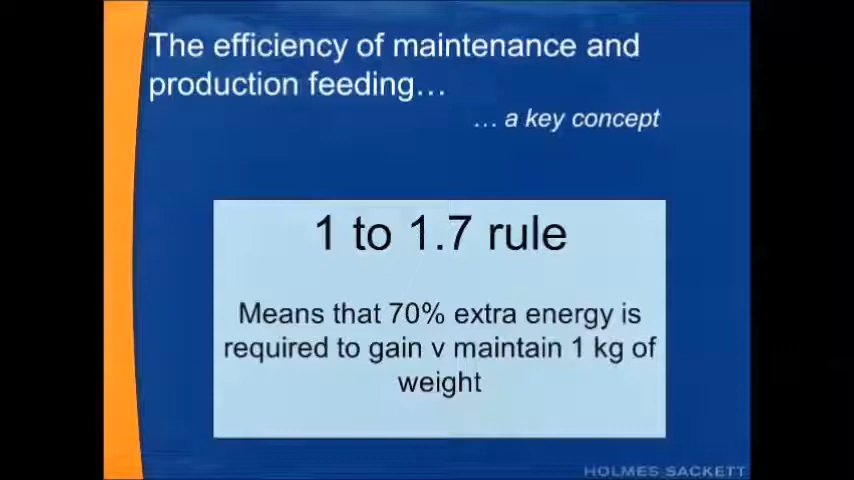 The efficiency of maintenance and
production feeding…
… a key concept
1 to 1.7 rule
Means that 70% extra energy is
required to gain v maintain 1 kg of
weight
HOLMES SACKETT